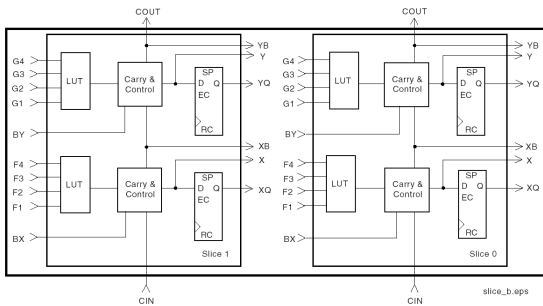 COUT
YB
Y
G4
G3
G2
G1
LUT
Carry &
Control
SP
D Q
EC
RC
YQ
BY
XB
X
F4
F3
F2
F1
LUT
Carry &
Control
SP
D Q
EC
RC
XQ
BX
Slice 1
CIN
COUT
YB
Y
G4
G3
G2
G1
LUT
Carry &
Control
SP
D Q
EC
RC
YQ
BY
XB
X
F4
F3
F2
F1
LUT
Carry &
Control
SP
D Q
EC
RC
XQ
BX
Slice 0
CIN
slice_b.eps